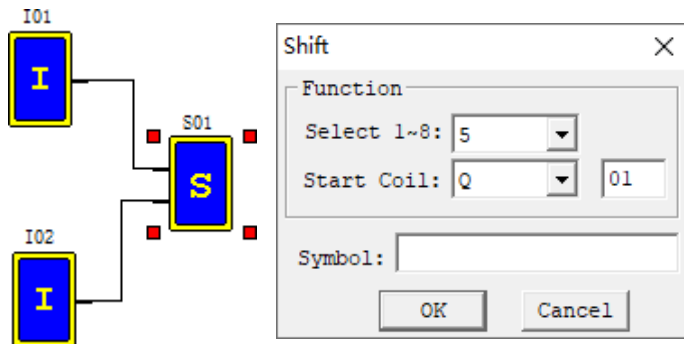 I01
I
S01
S
I02
I
Shift
Function
Select 1~8: 5
Start Coil: Q 01
Symbol:
OK Cancel